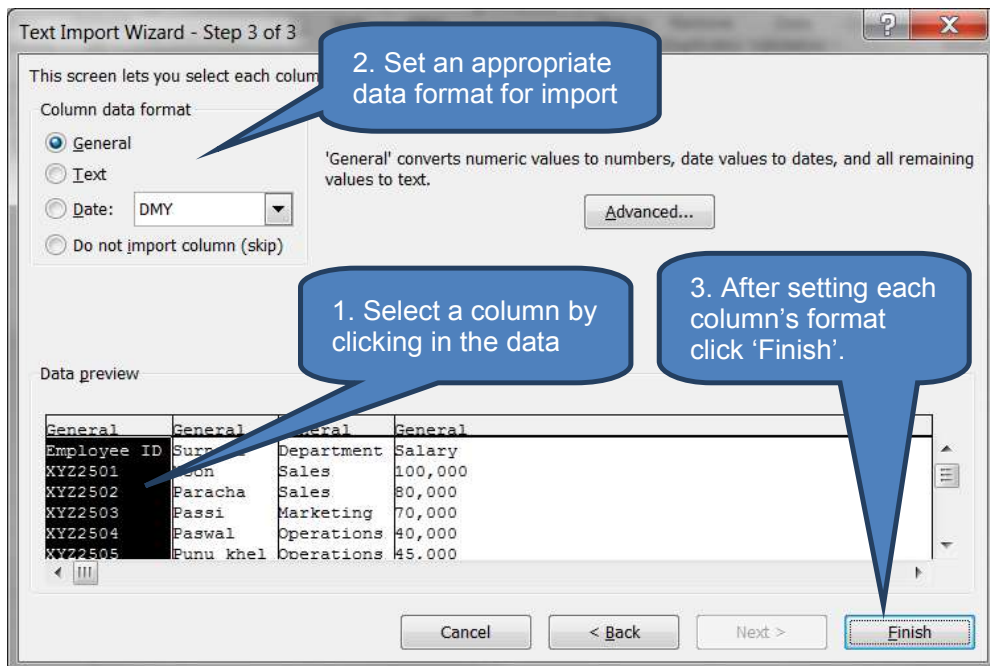 Text Import Wizard - Step 3 of 3
This screen lets you select each colum
2. Set an appropriate
data format for import
Column data format
General
Text
Date: DMY
Do not import column (skip)
'General' converts numeric values to numbers, date values to dates, and all remaining
values to text.
Advanced...
1. Select a column by
clicking in the data
3. After setting each
column's format
click 'Finish'.
Data preview
General General General General
Employee ID Department Salary
XYZ2501 Sales 100,000
XYZ2502 Paracha Sales 80,000
XYZ2503 Passi Marketing 70,000
XYZ2504 Paswal Operations 40,000
XYZ2505 Punu khel Operations 45.000
Cancel < Back Next > Finish